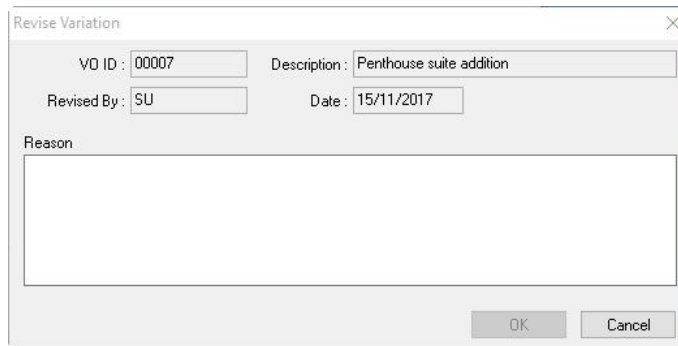 Revise Variation
VO ID : 00007 Description : Penthouse suite addition
Revised By : SU Date : 15/11/2017
Reason
OK Cancel